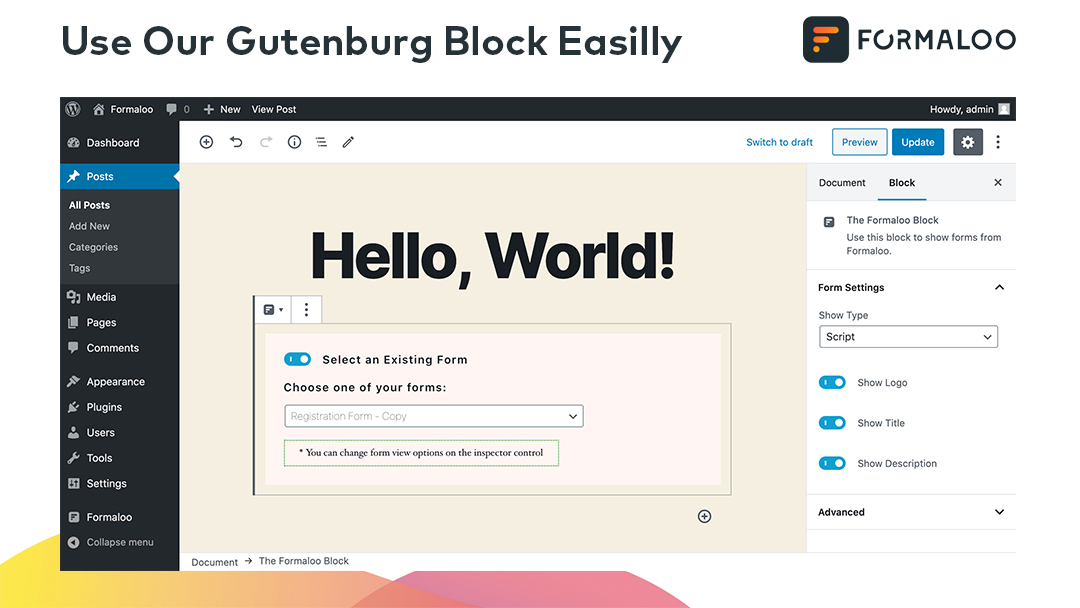 Use Our Gutenburg Block Easilly
FORMALOO
Formaloo
0
New
View Post
Howdy, admin
Dashboard
Posts
All Posts
Add New
Categories
Tags
Media
Pages
Comments
Appearance
Plugins
Users
Tools
Settings
Formaloo
Collapse menu
Switch to draft
Preview
Update
Hello, World!
Select an Existing Form
Choose one of your forms:
Registration Form - Copy
* You can change form view options on the inspector control
Document
Block
The Formaloo Block
Use this block to show forms from
Formaloo.
Form Settings
Show Type
Script
Show Logo
Show Title
Show Description
Advanced
Document → The Formaloo Block